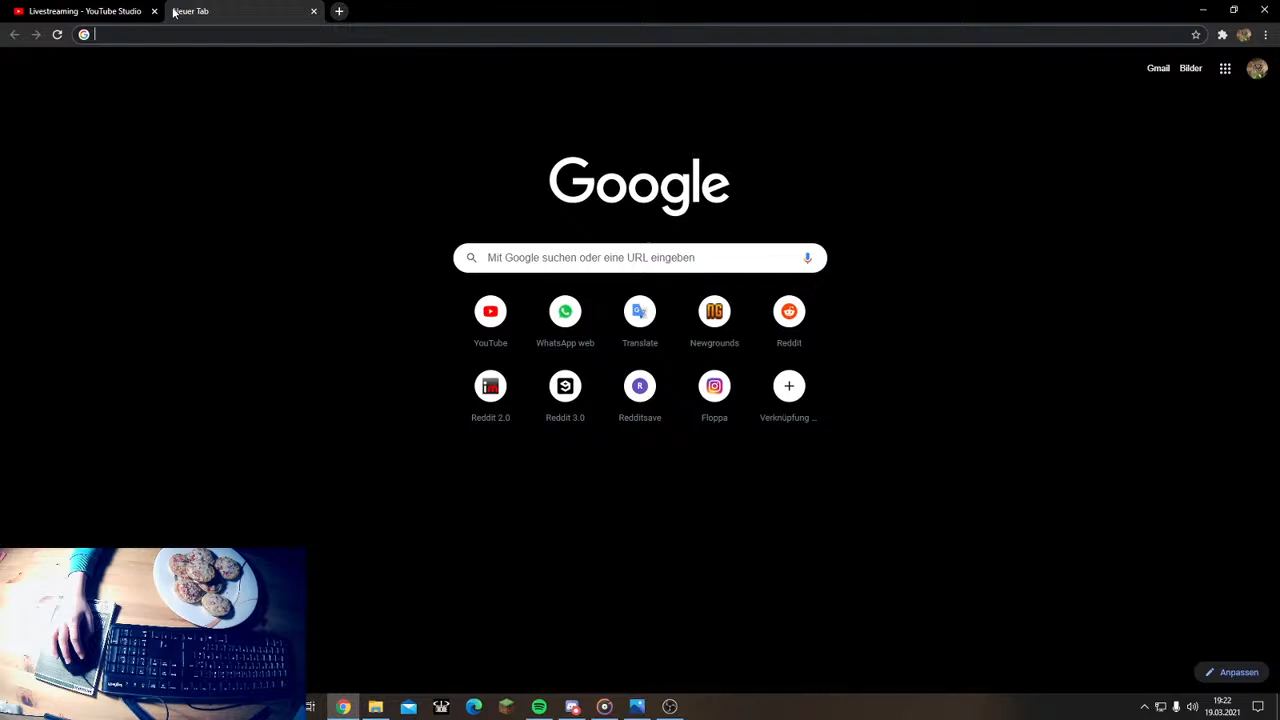 Livestreaming - YouTube Studio
Neuer Tab
Gmail
Bilder
Google
Mit Google suchen oder eine URL eingeben
YouTube
WhatsApp web
Translate
Newgrounds
Reddit
Reddit 2.0
Reddit 3.0
Redditsave
Floppa
Verknüpfung ...
Anpassen
19:22
19.03.2021